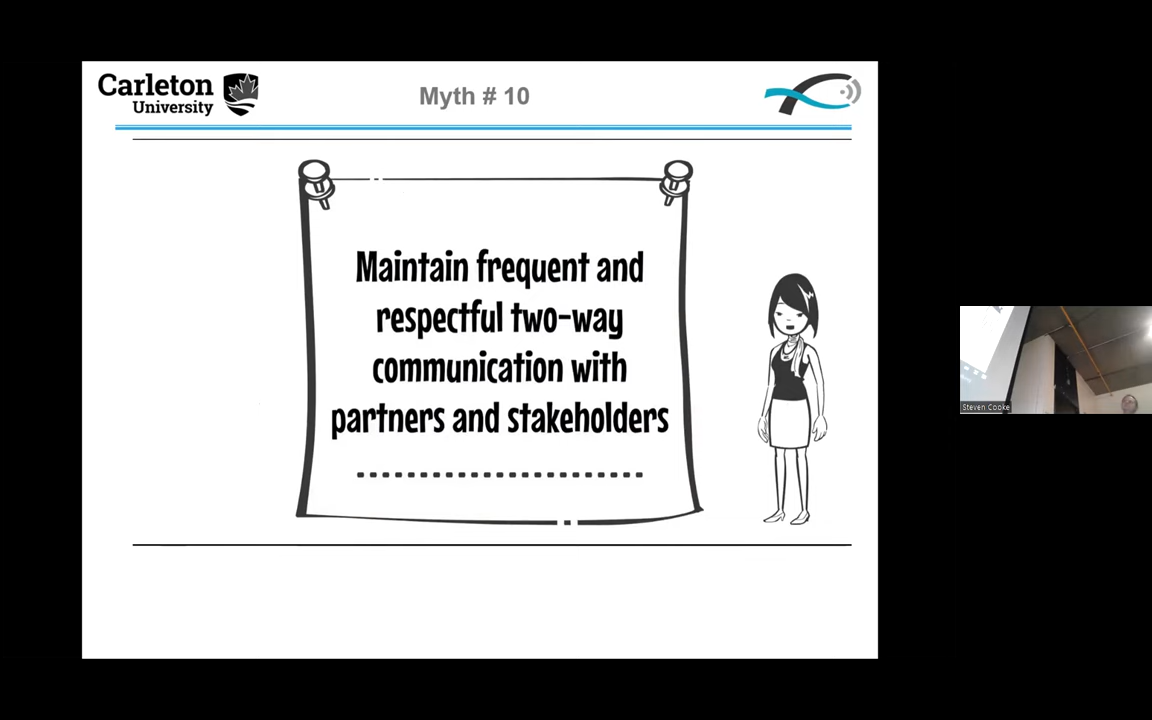 Carleton
University
Myth # 10
Maintain frequent and
respectful two-way
communication with
partners and stakeholders
Steven Cooke